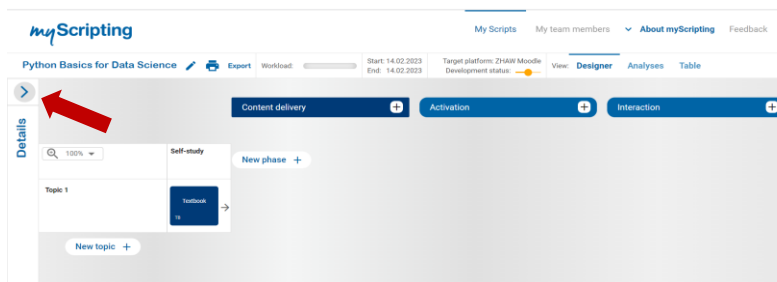 myScripting
My Scripts My team members About myScripting Feedback
Python Basics for Data Science Export Workload: Start: 14.02.2023 Target platform: ZHAW Moodle View: Designer Analyses Table
End: 14.02.2023 Development status:
Details
Content delivery + Activation + Interaction +
100% Self-study New phase +
Topic 1 Textbook
New topic +